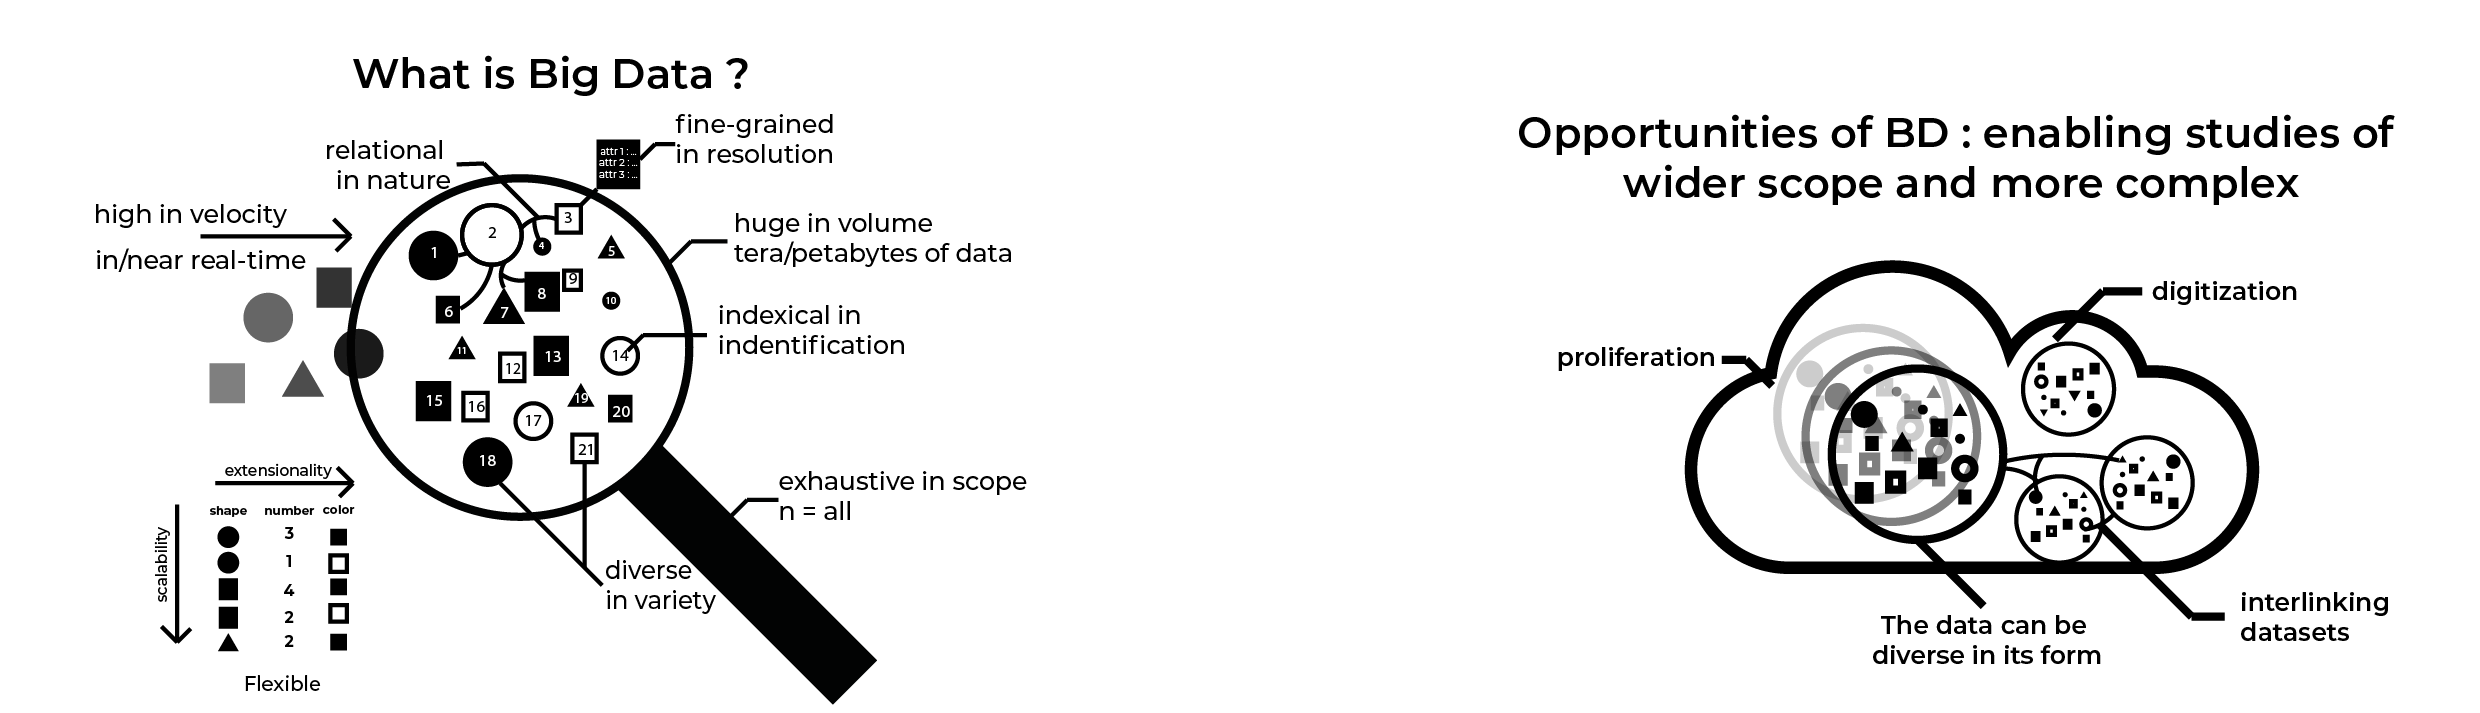 What is Big Data ?
relational
in nature
attr 1 : ...
attr 2 : ...
attr 3 : ...
fine-grained
in resolution
high in velocity
in/near real-time
huge in volume
tera/petabytes of data
indexical in
indentification
1
2
3
4
5
6
7
8
9
10
11
12
13
14
15
16
17
18
19
20
21
exhaustive in scope
n = all
diverse
in variety
extensionality
scalability
shape number color
3
1
4
2
2
Flexible
Opportunities of BD : enabling studies of
wider scope and more complex
digitization
proliferation
The data can be
diverse in its form
interlinking
datasets